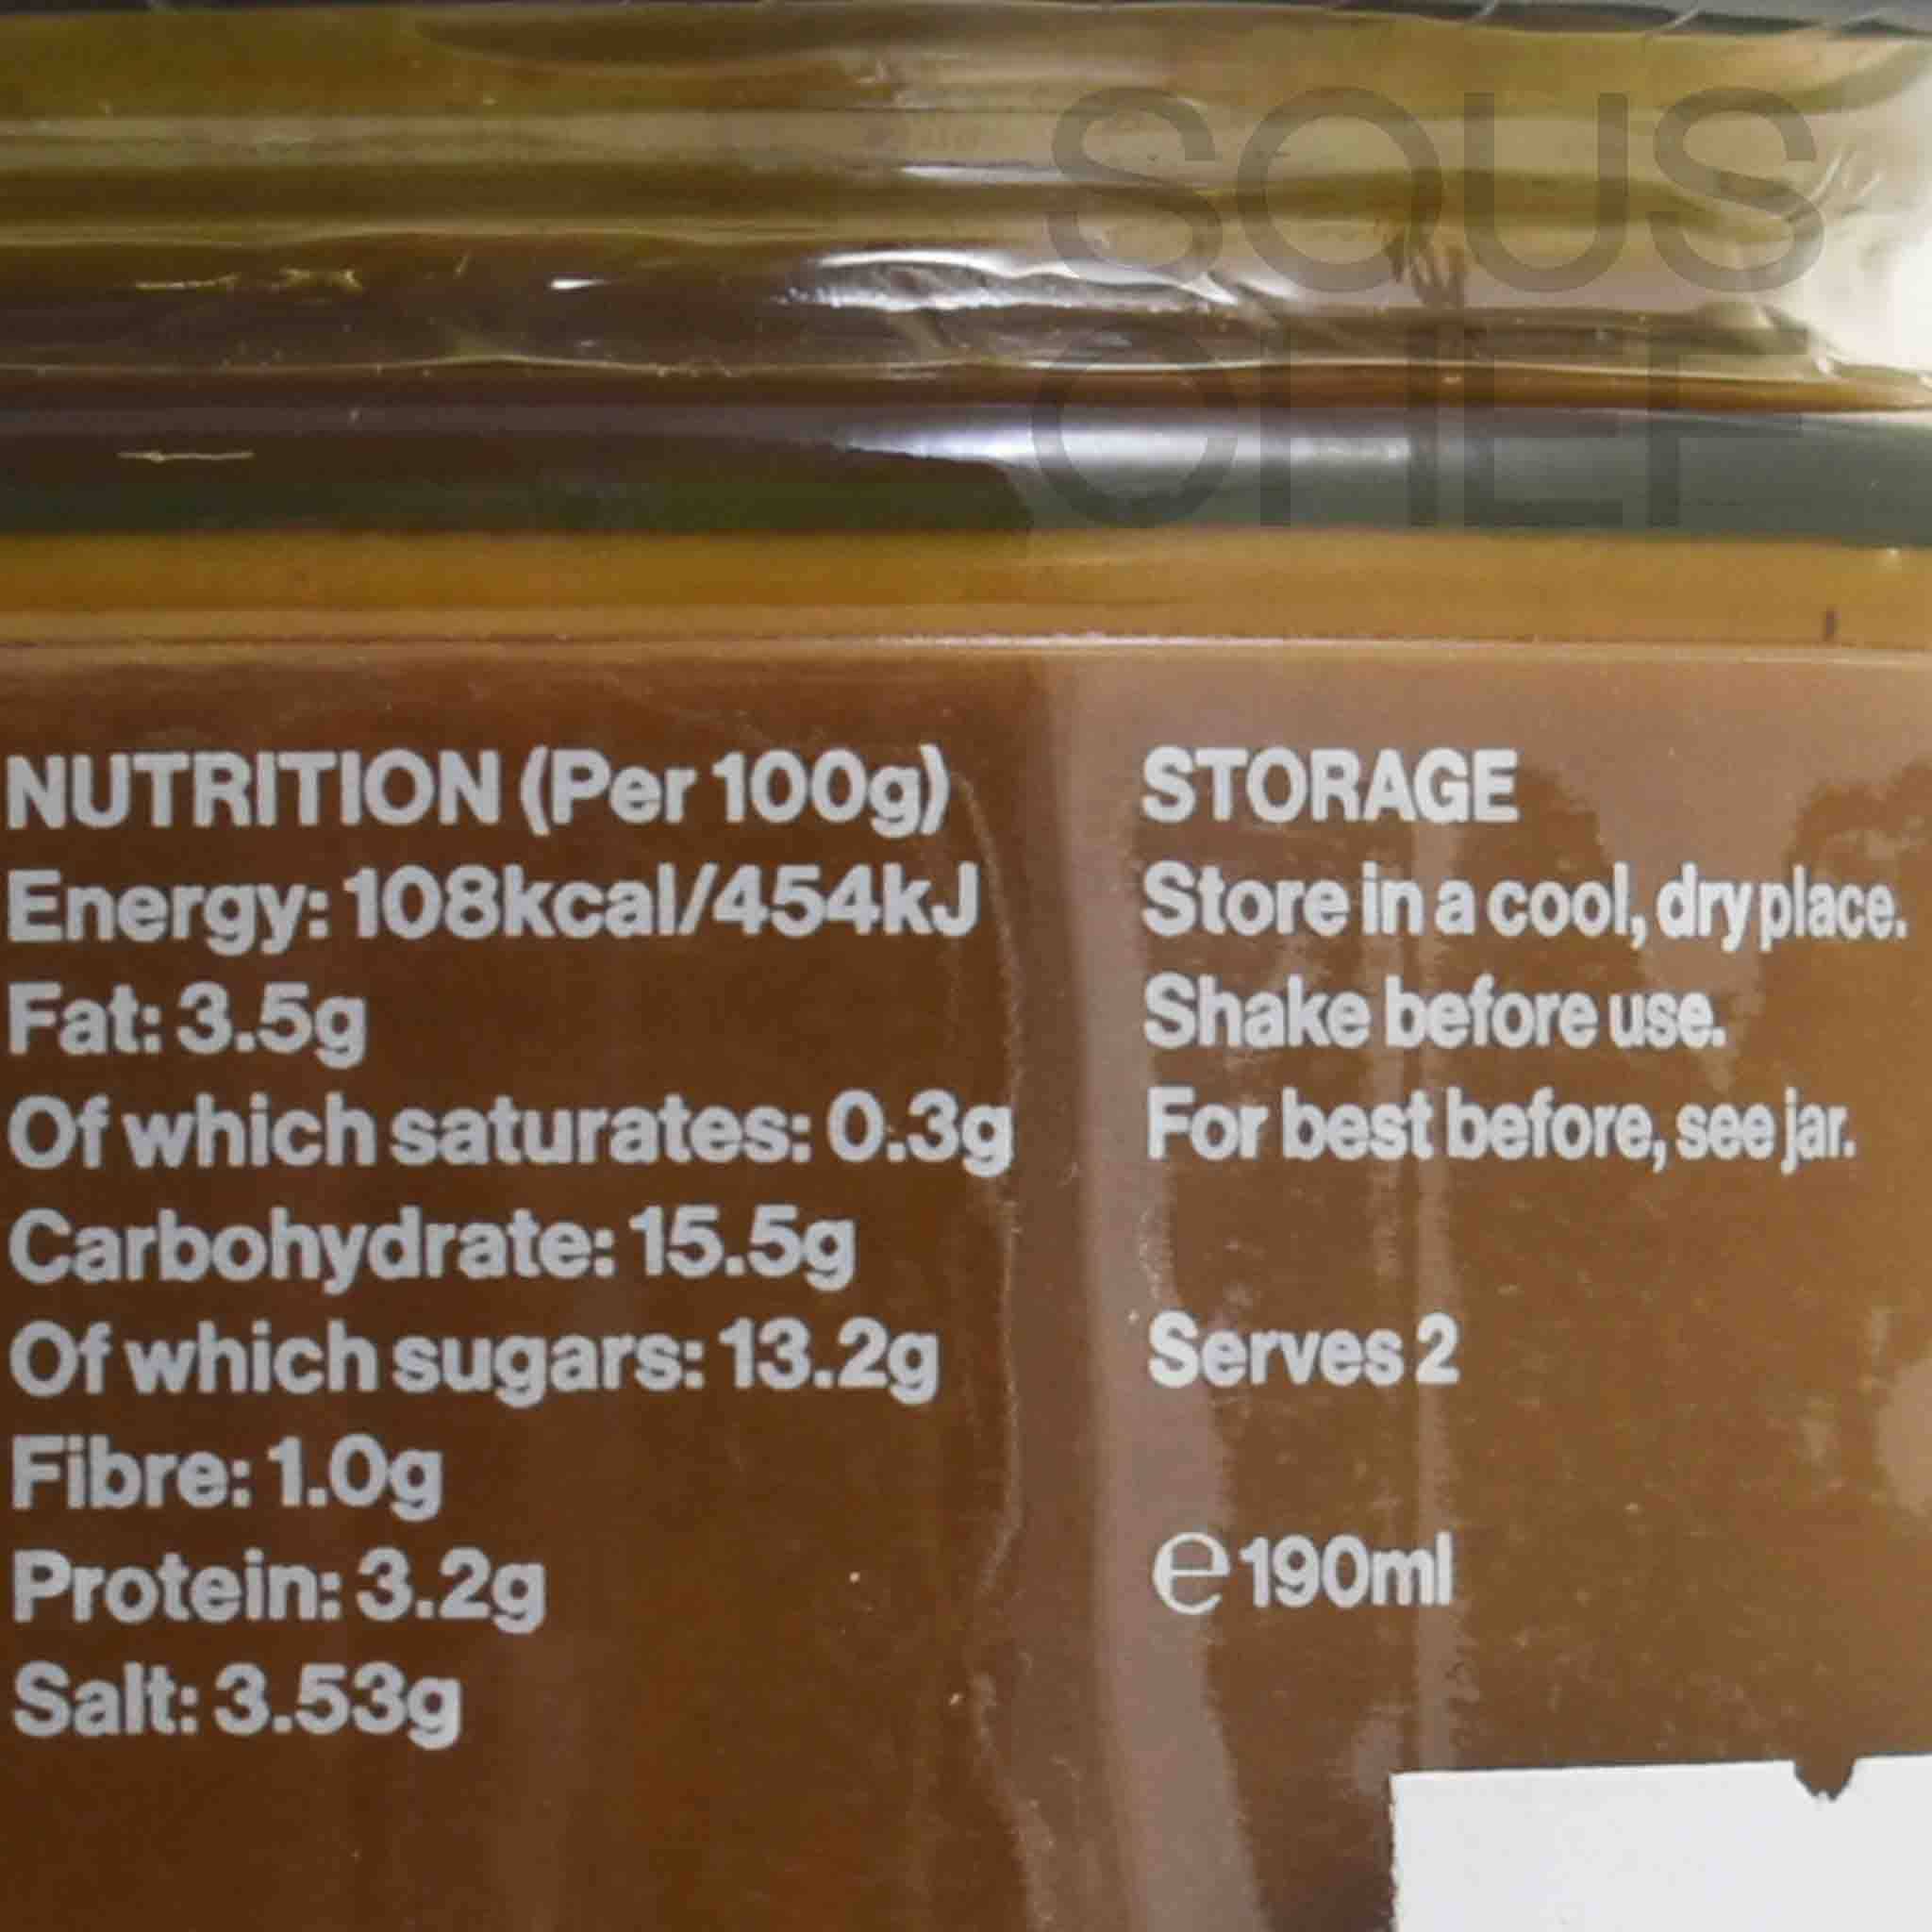 SOUS
CHEF
NUTRITION (Per 100g)
Energy: 108kcal/454kJ
Fat: 3.5g
Of which saturates: 0.3g
Carbohydrate: 15.5g
Of which sugars: 13.2g
Fibre: 1.0g
Protein: 3.2g
Salt: 3.53g
STORAGE
Store in a cool, dry place.
Shake before use.
For best before, see jar.
Serves 2
e 190ml